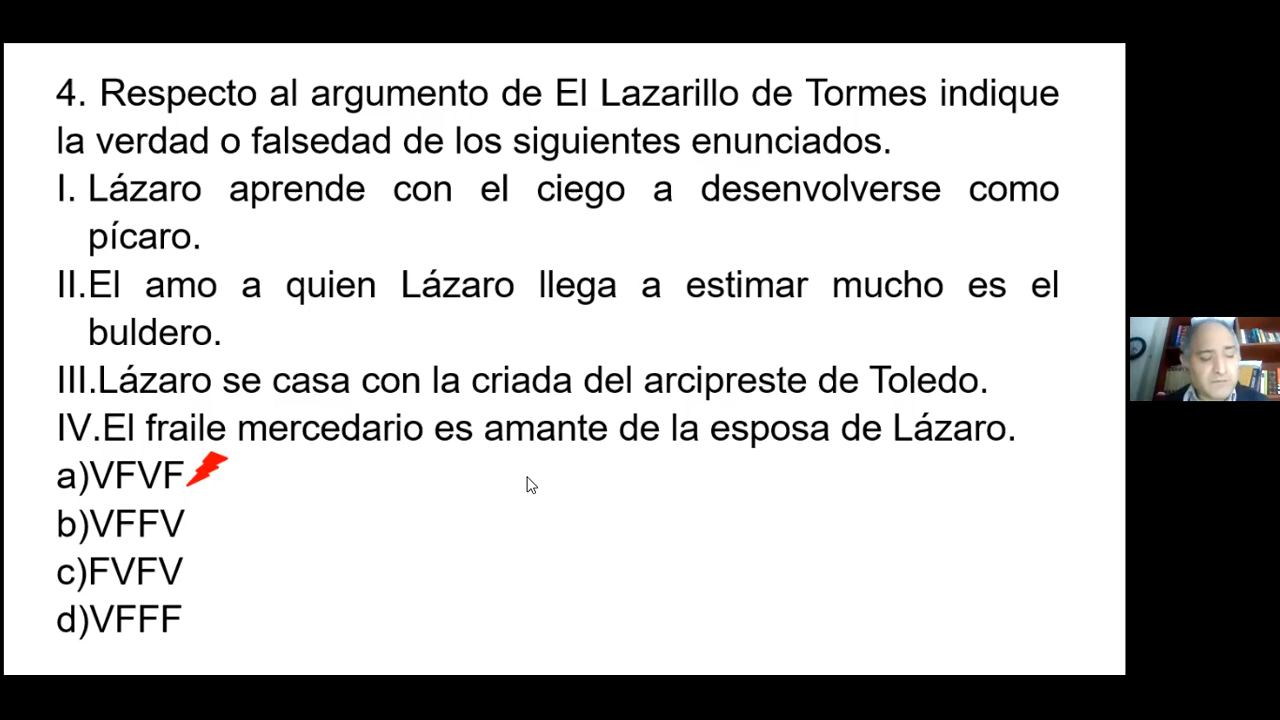 4. Respecto al argumento de El Lazarillo de Tormes indique
la verdad o falsedad de los siguientes enunciados.
I. Lázaro aprende con el ciego a desenvolverse como
pícaro.
II.El amo a quien Lázaro llega a estimar mucho es el
buldero.
III.Lázaro se casa con la criada del arcipreste de Toledo.
IV.El fraile mercedario es amante de la esposa de Lázaro.
a)VFVF
b)VFFV
c)FVFV
d)VFFF